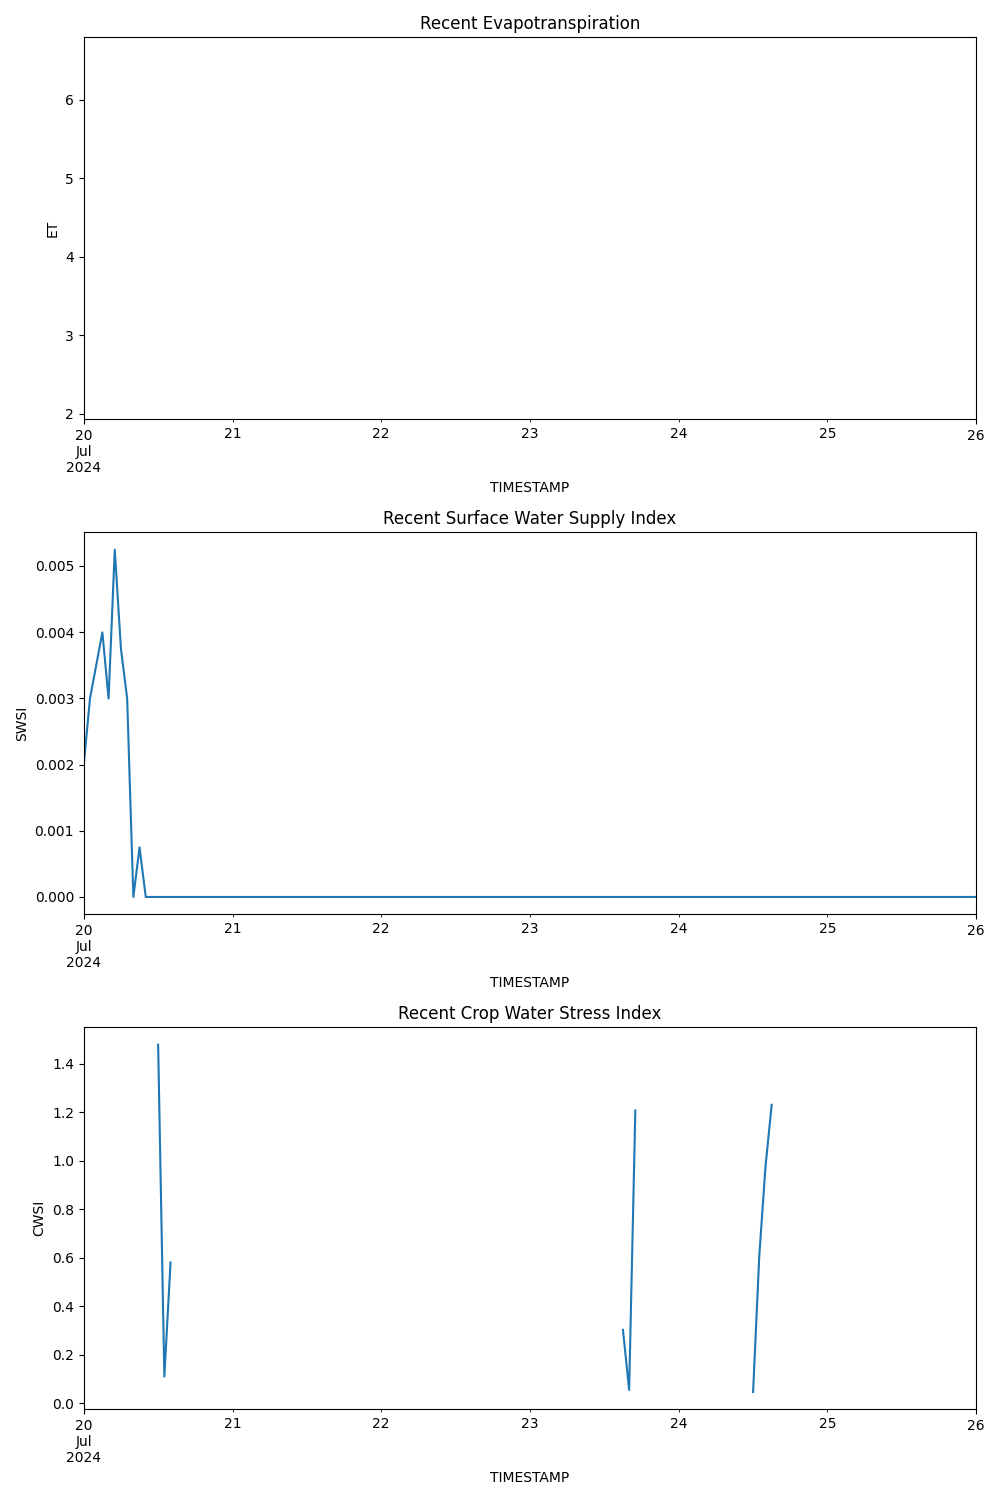 Recent Evapotranspiration
6
5
4
3
2
ET
20 21 22 23 24 25 26
Jul
2024
TIMESTAMP
Recent Surface Water Supply Index
0.005
0.004
0.003
0.002
0.001
0.000
SWSI
20 21 22 23 24 25 26
Jul
2024
TIMESTAMP
Recent Crop Water Stress Index
1.4
1.2
1.0
0.8
0.6
0.4
0.2
0.0
CWSI
20 21 22 23 24 25 26
Jul
2024
TIMESTAMP